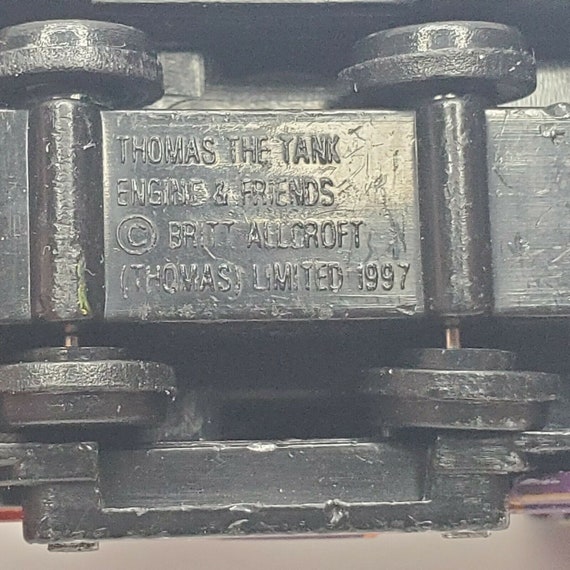 THOMAS THE TANK
ENGINE & FRIENDS
© BRITT ALLCROFT
(THOMAS) LIMITED 1997